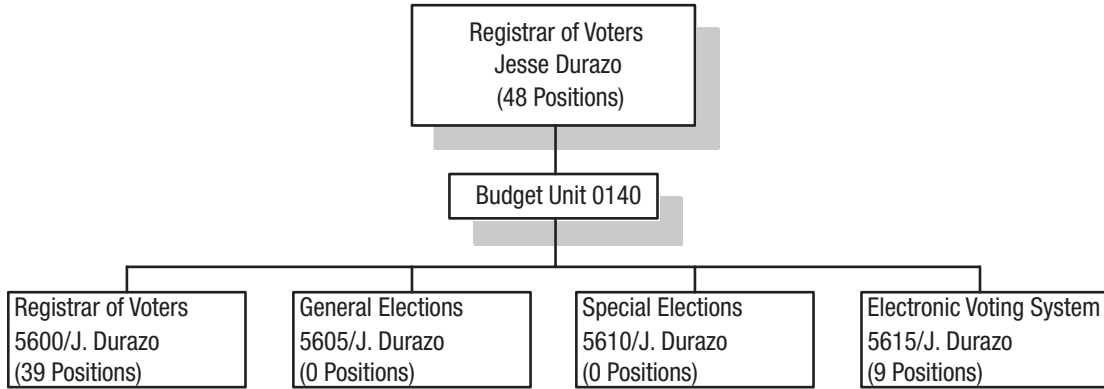 Registrar of Voters
Jesse Durazo
(48 Positions)
Budget Unit 0140
Registrar of Voters
5600/J. Durazo
(39 Positions)
General Elections
5605/J. Durazo
(0 Positions)
Special Elections
5610/J. Durazo
(0 Positions)
Electronic Voting System
5615/J. Durazo
(9 Positions)